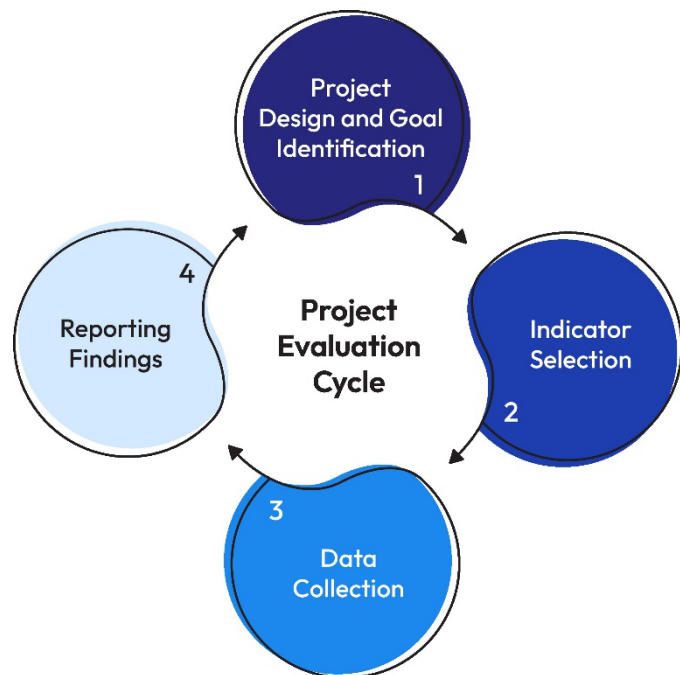 Project
Design and Goal
Identification
1
Indicator
Selection
2
3
Data
Collection
4
Reporting
Findings
Project
Evaluation
Cycle